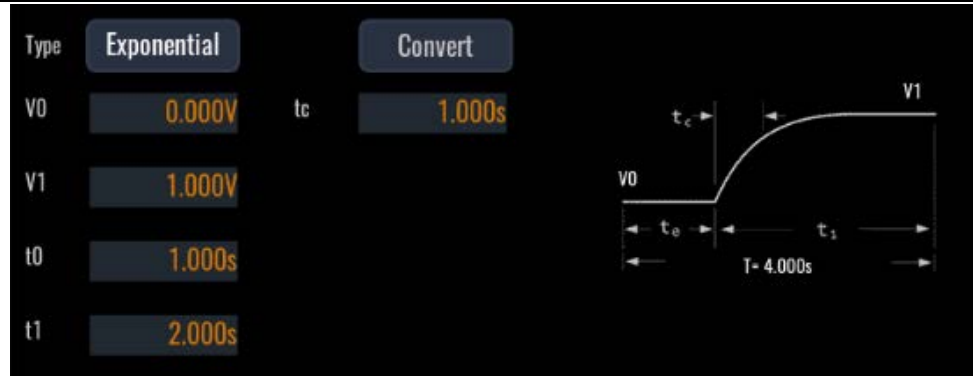 Type Exponential Convert
V0 0.000V tc 1.000s
V1 1.000V
t0 1.000s
t1 2.000s
V1
tc
V0
te t1
T= 4.000s